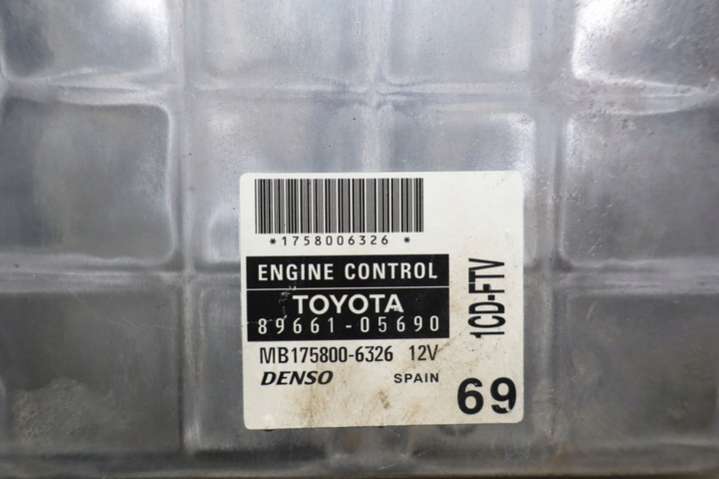 *1758006326*
ENGINE CONTROL
TOYOTA
89661-05690
MB175800-6326 12V
DENSO SPAIN
69
1CD-FTV